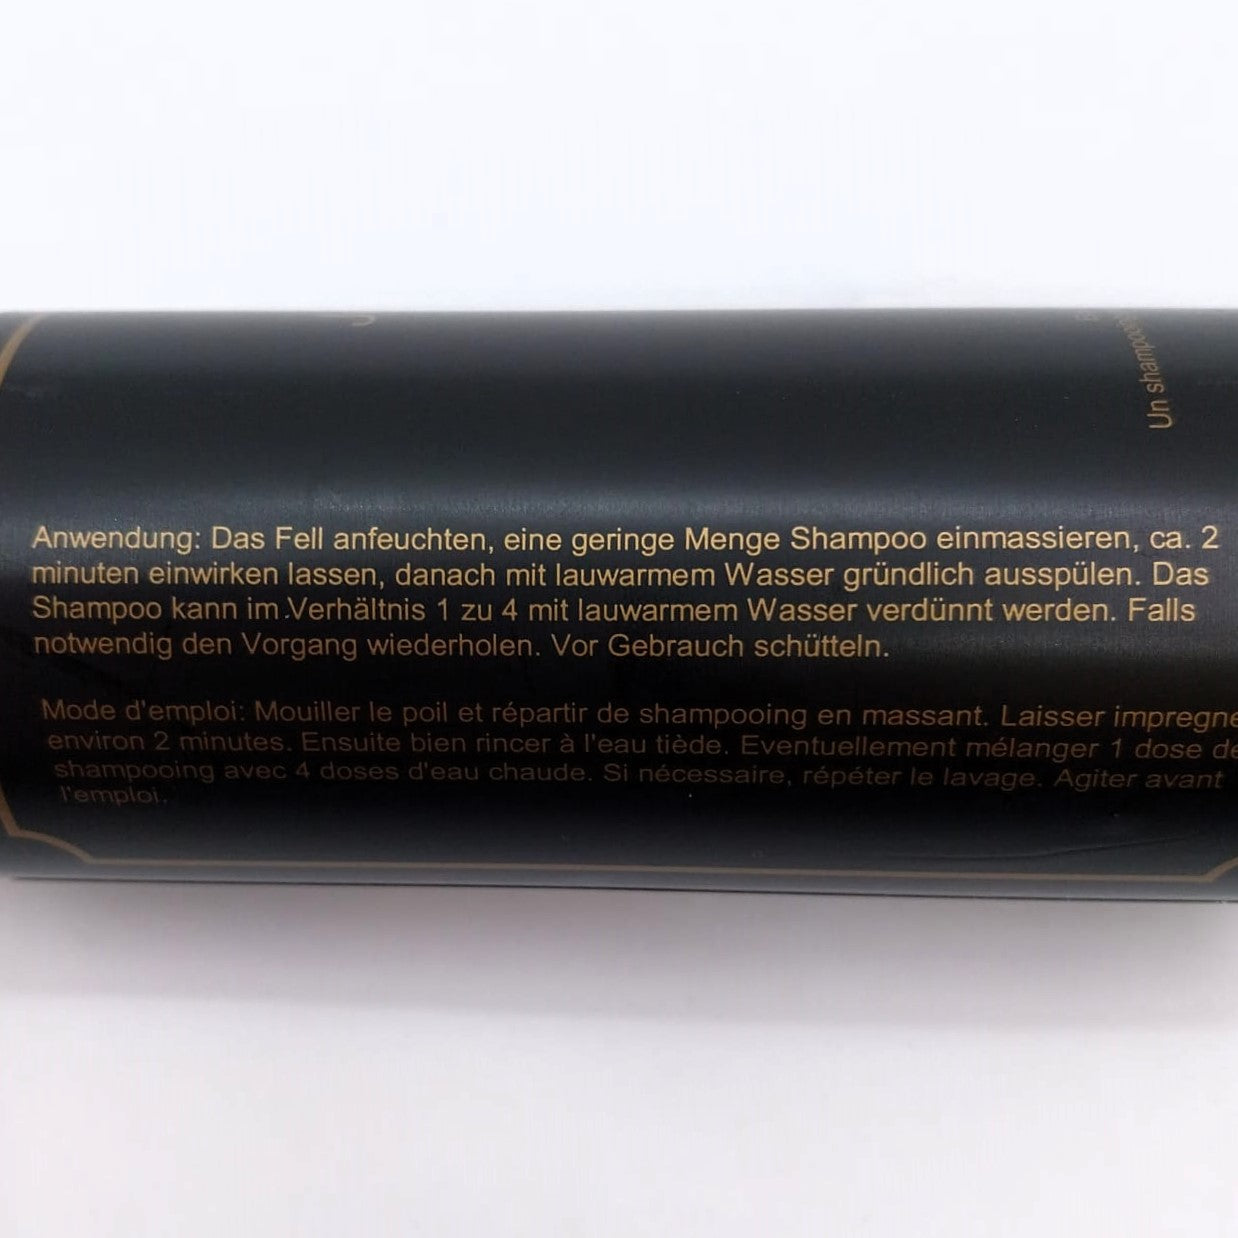 Un
Anwendung: Das Fell anfeuchten, eine geringe Menge Shampoo einmassieren, ca. 2
minuten einwirken lassen, danach mit lauwarmem Wasser gründlich ausspülen. Das
Shampoo kann im Verhältnis 1 zu 4 mit lauwarmem Wasser verdünnt werden. Falls
notwendig den Vorgang wiederholen. Vor Gebrauch schütteln.
Mode d'emploi: Mouiller le poil et répartir de shampooing en massant. Laisser impregne
environ 2 minutes. Ensuite bien rincer à l'eau tiède. Eventuellement mélanger 1 dose de
shampooing avec 4 doses d'eau chaude. Si nécessaire, répéter le lavage. Agiter avant
l'emploi.